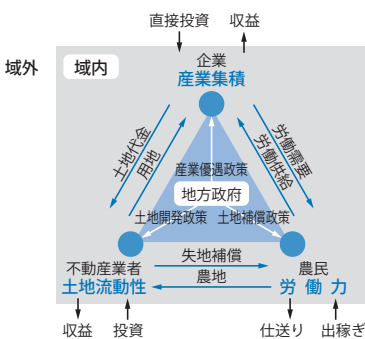 直接投資 収益
域外 域内
企業
産業集積
土地代金
用地
労働需要
労働供給
産業優遇政策
地方政府
土地開発政策 土地補償政策
失地補償
農地
不動産業者
土地流動性
農民
労働力
収益 投資
仕送り 出稼ぎ